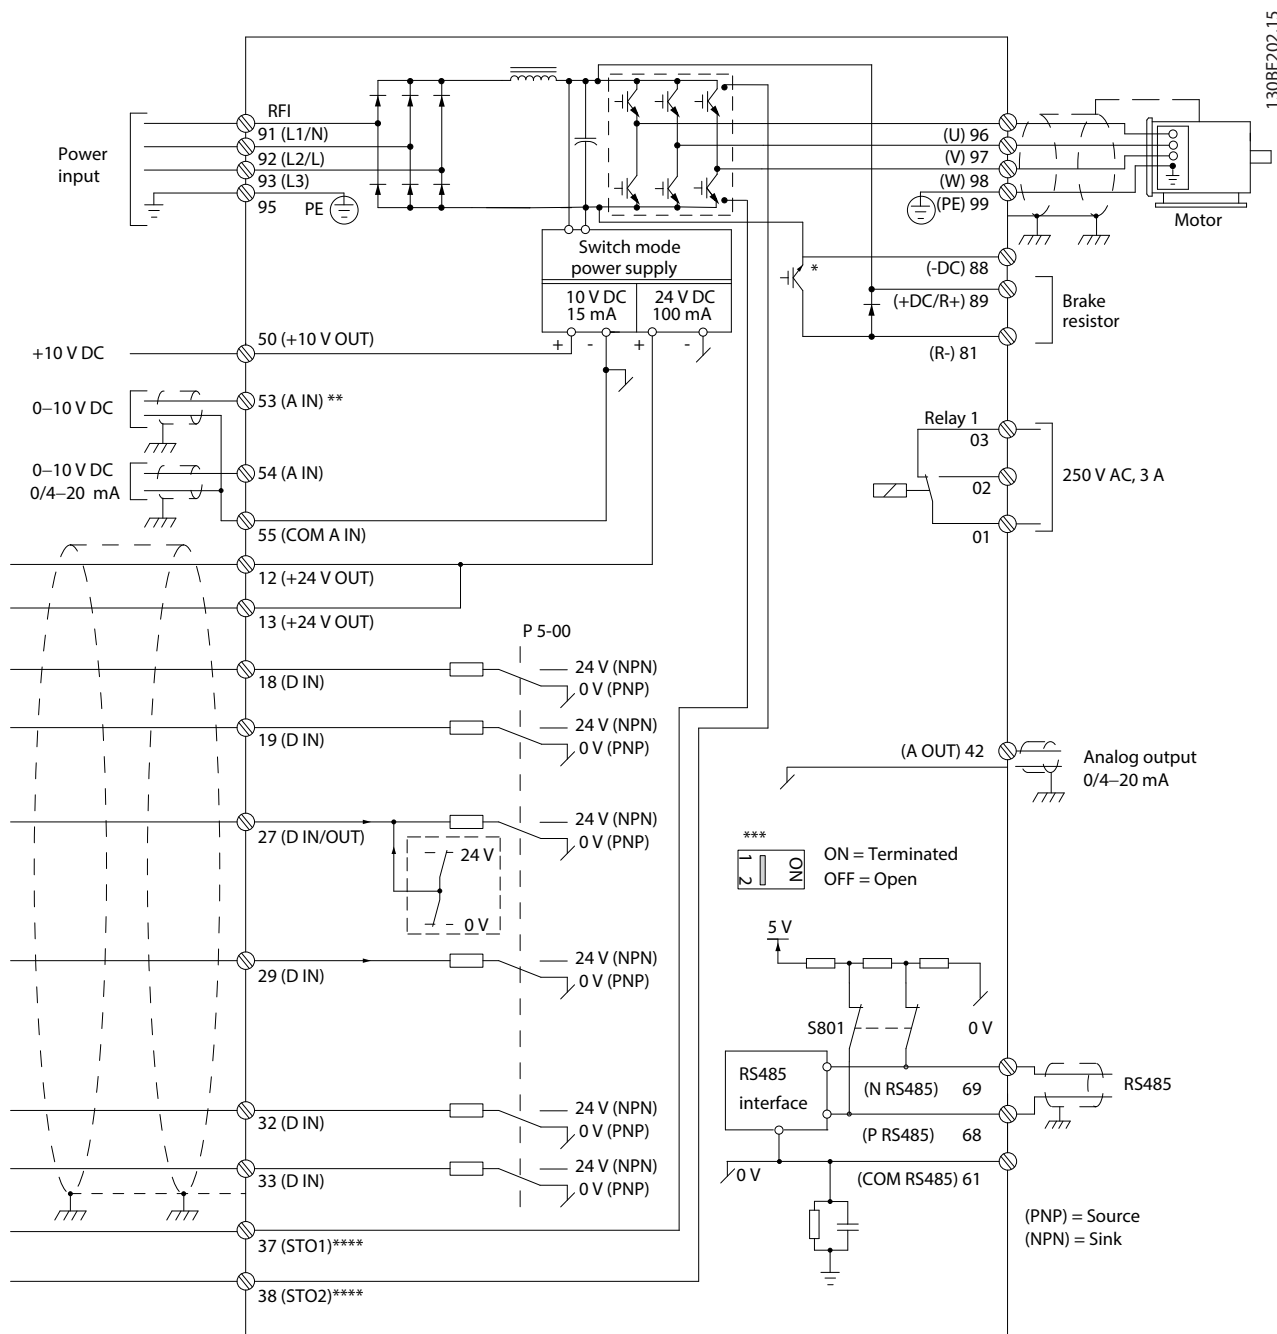 130BF202.15
RFI
91 (L1/N)
92 (L2/L)
93 (L3)
95
PE
Power
input
(U) 96
(V) 97
(W) 98
(PE) 99
Motor
Switch mode
power supply
10 V DC
15 mA
24 V DC
100 mA
+ - + -
*
(-DC) 88
(+DC/R+) 89
(R-) 81
Brake
resistor
+10 V DC
50 (+10 V OUT)
0–10 V DC
53 (A IN) **
0–10 V DC
0/4–20 mA
54 (A IN)
55 (COM A IN)
Relay 1
03
02
01
250 V AC, 3 A
12 (+24 V OUT)
13 (+24 V OUT)
P 5-00
18 (D IN)
24 V (NPN)
0 V (PNP)
19 (D IN)
24 V (NPN)
0 V (PNP)
27 (D IN/OUT)
24 V (NPN)
0 V (PNP)
24 V
0 V
29 (D IN)
24 V (NPN)
0 V (PNP)
32 (D IN)
24 V (NPN)
0 V (PNP)
33 (D IN)
24 V (NPN)
0 V (PNP)
37 (STO1)****
38 (STO2)****
(A OUT) 42
Analog output
0/4–20 mA
***
1 2
ON
ON = Terminated
OFF = Open
5 V
S801
0 V
RS485
interface
(N RS485) 69
(P RS485) 68
RS485
0 V
(COM RS485) 61
(PNP) = Source
(NPN) = Sink